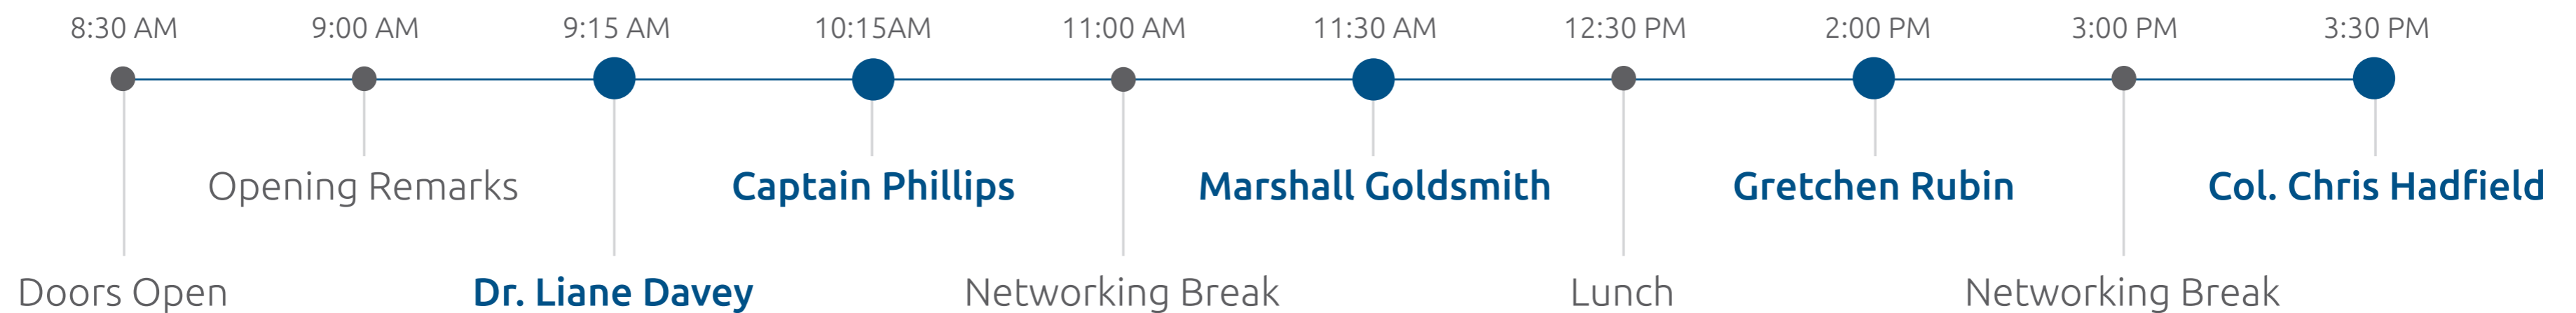 8:30 AM 9:00 AM 9:15 AM 10:15AM 11:00 AM 11:30 AM 12:30 PM 2:00 PM 3:00 PM 3:30 PM
Opening Remarks Captain Phillips Marshall Goldsmith Gretchen Rubin Col. Chris Hadfield
Doors Open Dr. Liane Davey Networking Break Lunch Networking Break